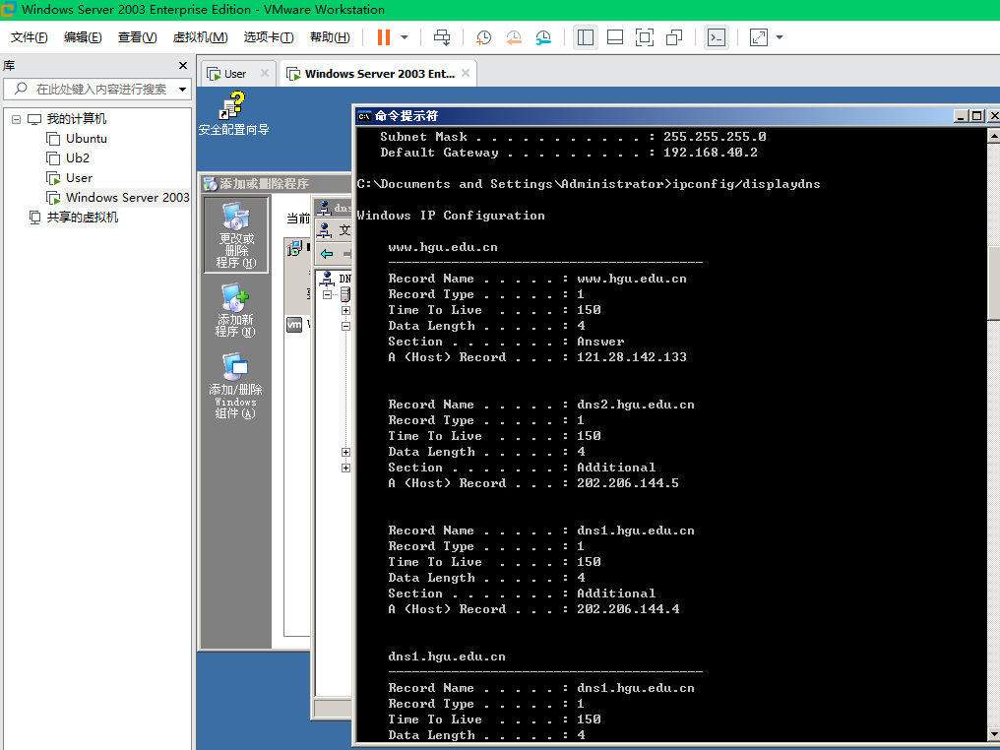 Windows Server 2003 Enterprise Edition - VMware Workstation
文件(F) 编辑(E) 查看(V) 虚拟机(M) 选项卡(T) 帮助(H)
库
在此处键入内容进行搜索
我的计算机
Ubuntu
Ub2
User
Windows Server 2003
共享的虚拟机
User
Windows Server 2003 Ent...
安全配置向导
添加或删除程序
更改或
删除
程序(H)
添加新
程序(N)
添加/删除
Windows
组件(A)
当前
vm
dns
文
DN
命令提示符
Subnet Mask . . . . . . . . . . . : 255.255.255.0
Default Gateway . . . . . . . . . : 192.168.40.2
C:\Documents and Settings\Administrator>ipconfig/displaydns
Windows IP Configuration
www.hgu.edu.cn
----------------------------------------
Record Name . . . . . : www.hgu.edu.cn
Record Type . . . . . : 1
Time To Live  . . . . : 150
Data Length . . . . . : 4
Section . . . . . . . : Answer
A (Host) Record . . . : 121.28.142.133
Record Name . . . . . : dns2.hgu.edu.cn
Record Type . . . . . : 1
Time To Live  . . . . : 150
Data Length . . . . . : 4
Section . . . . . . . : Additional
A (Host) Record . . . : 202.206.144.5
Record Name . . . . . : dns1.hgu.edu.cn
Record Type . . . . . : 1
Time To Live  . . . . : 150
Data Length . . . . . : 4
Section . . . . . . . : Additional
A (Host) Record . . . : 202.206.144.4
dns1.hgu.edu.cn
----------------------------------------
Record Name . . . . . : dns1.hgu.edu.cn
Record Type . . . . . : 1
Time To Live  . . . . : 150
Data Length . . . . . : 4